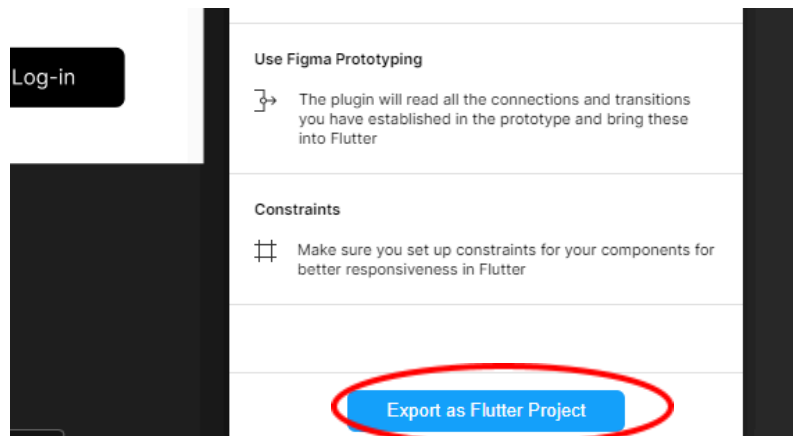 Log-in
Use Figma Prototyping
The plugin will read all the connections and transitions
you have established in the prototype and bring these
into Flutter
Constraints
Make sure you set up constraints for your components for
better responsiveness in Flutter
Export as Flutter Project